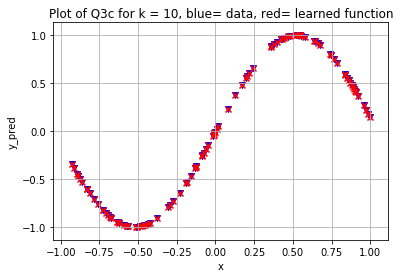 Plot of Q3c for k = 10, blue= data, red= learned function
1.0
0.5
0.0
−0.5
−1.0
y_pred
−1.00 −0.75 −0.50 −0.25 0.00 0.25 0.50 0.75 1.00
x